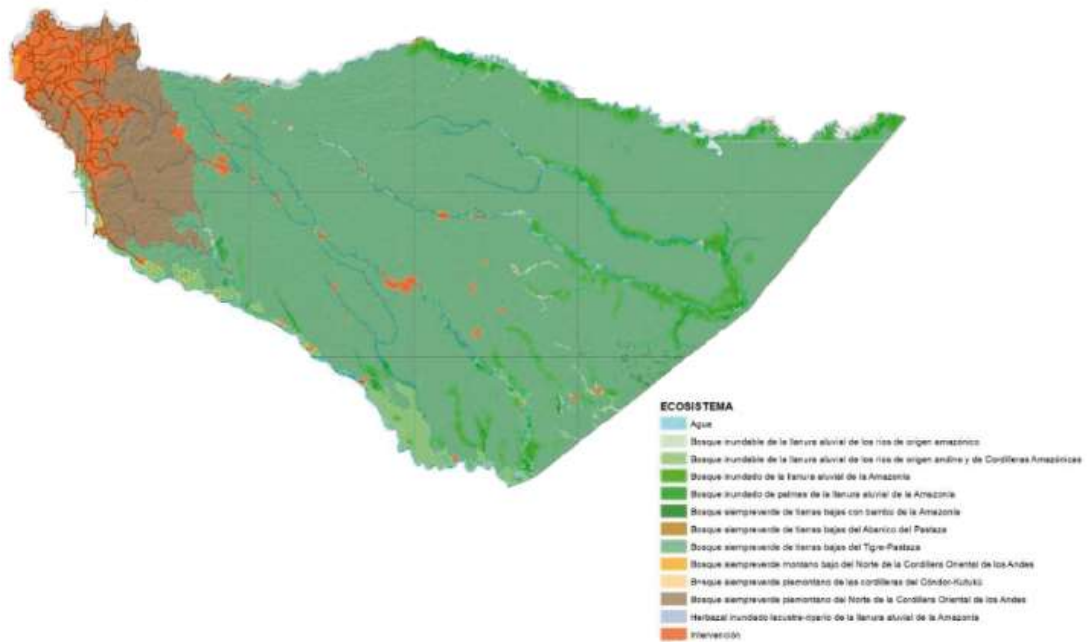 ECOSISTEMA
Agua
Bosque inundable de la llanura aluvial de los ríos de origen amazónico
Bosque inundable de la llanura aluvial de los ríos de origen andino y de Cordilleras Amazónicas
Bosque inundado de la llanura aluvial de la Amazonía
Bosque inundado de palmas de la llanura aluvial de la Amazonía
Bosque siempreverde de tierras bajas con bambú de la Amazonía
Bosque siempreverde de tierras bajas del Abanico del Pastaza
Bosque siempreverde de tierras bajas del Tigre-Pastaza
Bosque siempreverde montano bajo del Norte de la Cordillera Oriental de los Andes
Bosque siempreverde piemontano de las cordilleras del Cóndor-Kutukú
Bosque siempreverde piemontano del Norte de la Cordillera Oriental de los Andes
Herbazal inundado lacustre-ripario de la llanura aluvial de la Amazonía
Intervención